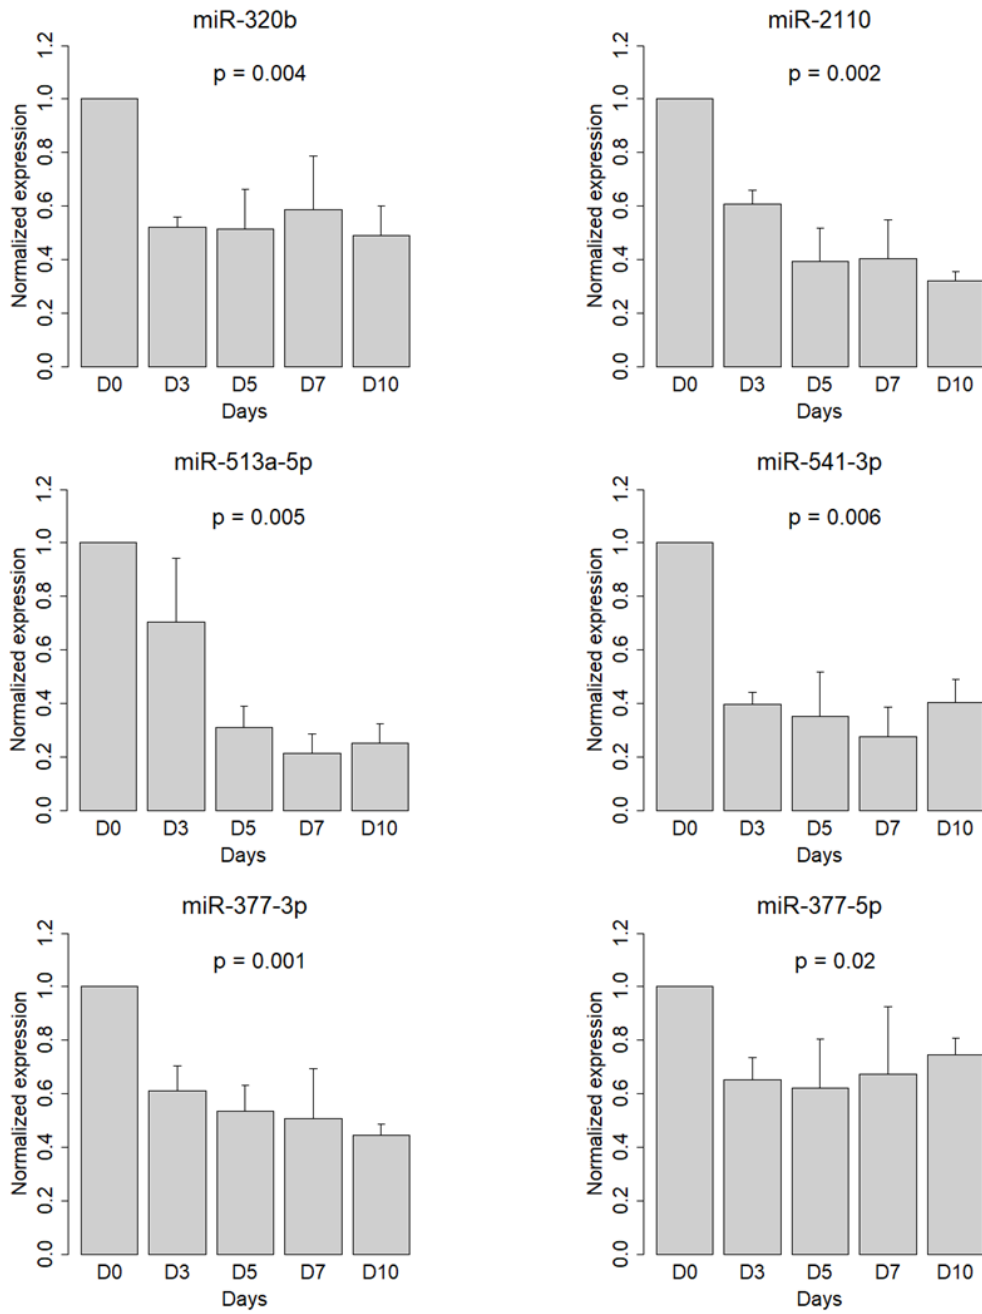 miR-320b
p = 0.004
Normalized expression
0.0 0.2 0.4 0.6 0.8 1.0 1.2
D0 D3 D5 D7 D10
Days
miR-2110
p = 0.002
Normalized expression
0.0 0.2 0.4 0.6 0.8 1.0 1.2
D0 D3 D5 D7 D10
Days
miR-513a-5p
p = 0.005
Normalized expression
0.0 0.2 0.4 0.6 0.8 1.0 1.2
D0 D3 D5 D7 D10
Days
miR-541-3p
p = 0.006
Normalized expression
0.0 0.2 0.4 0.6 0.8 1.0 1.2
D0 D3 D5 D7 D10
Days
miR-377-3p
p = 0.001
Normalized expression
0.0 0.2 0.4 0.6 0.8 1.0 1.2
D0 D3 D5 D7 D10
Days
miR-377-5p
p = 0.02
Normalized expression
0.0 0.2 0.4 0.6 0.8 1.0 1.2
D0 D3 D5 D7 D10
Days